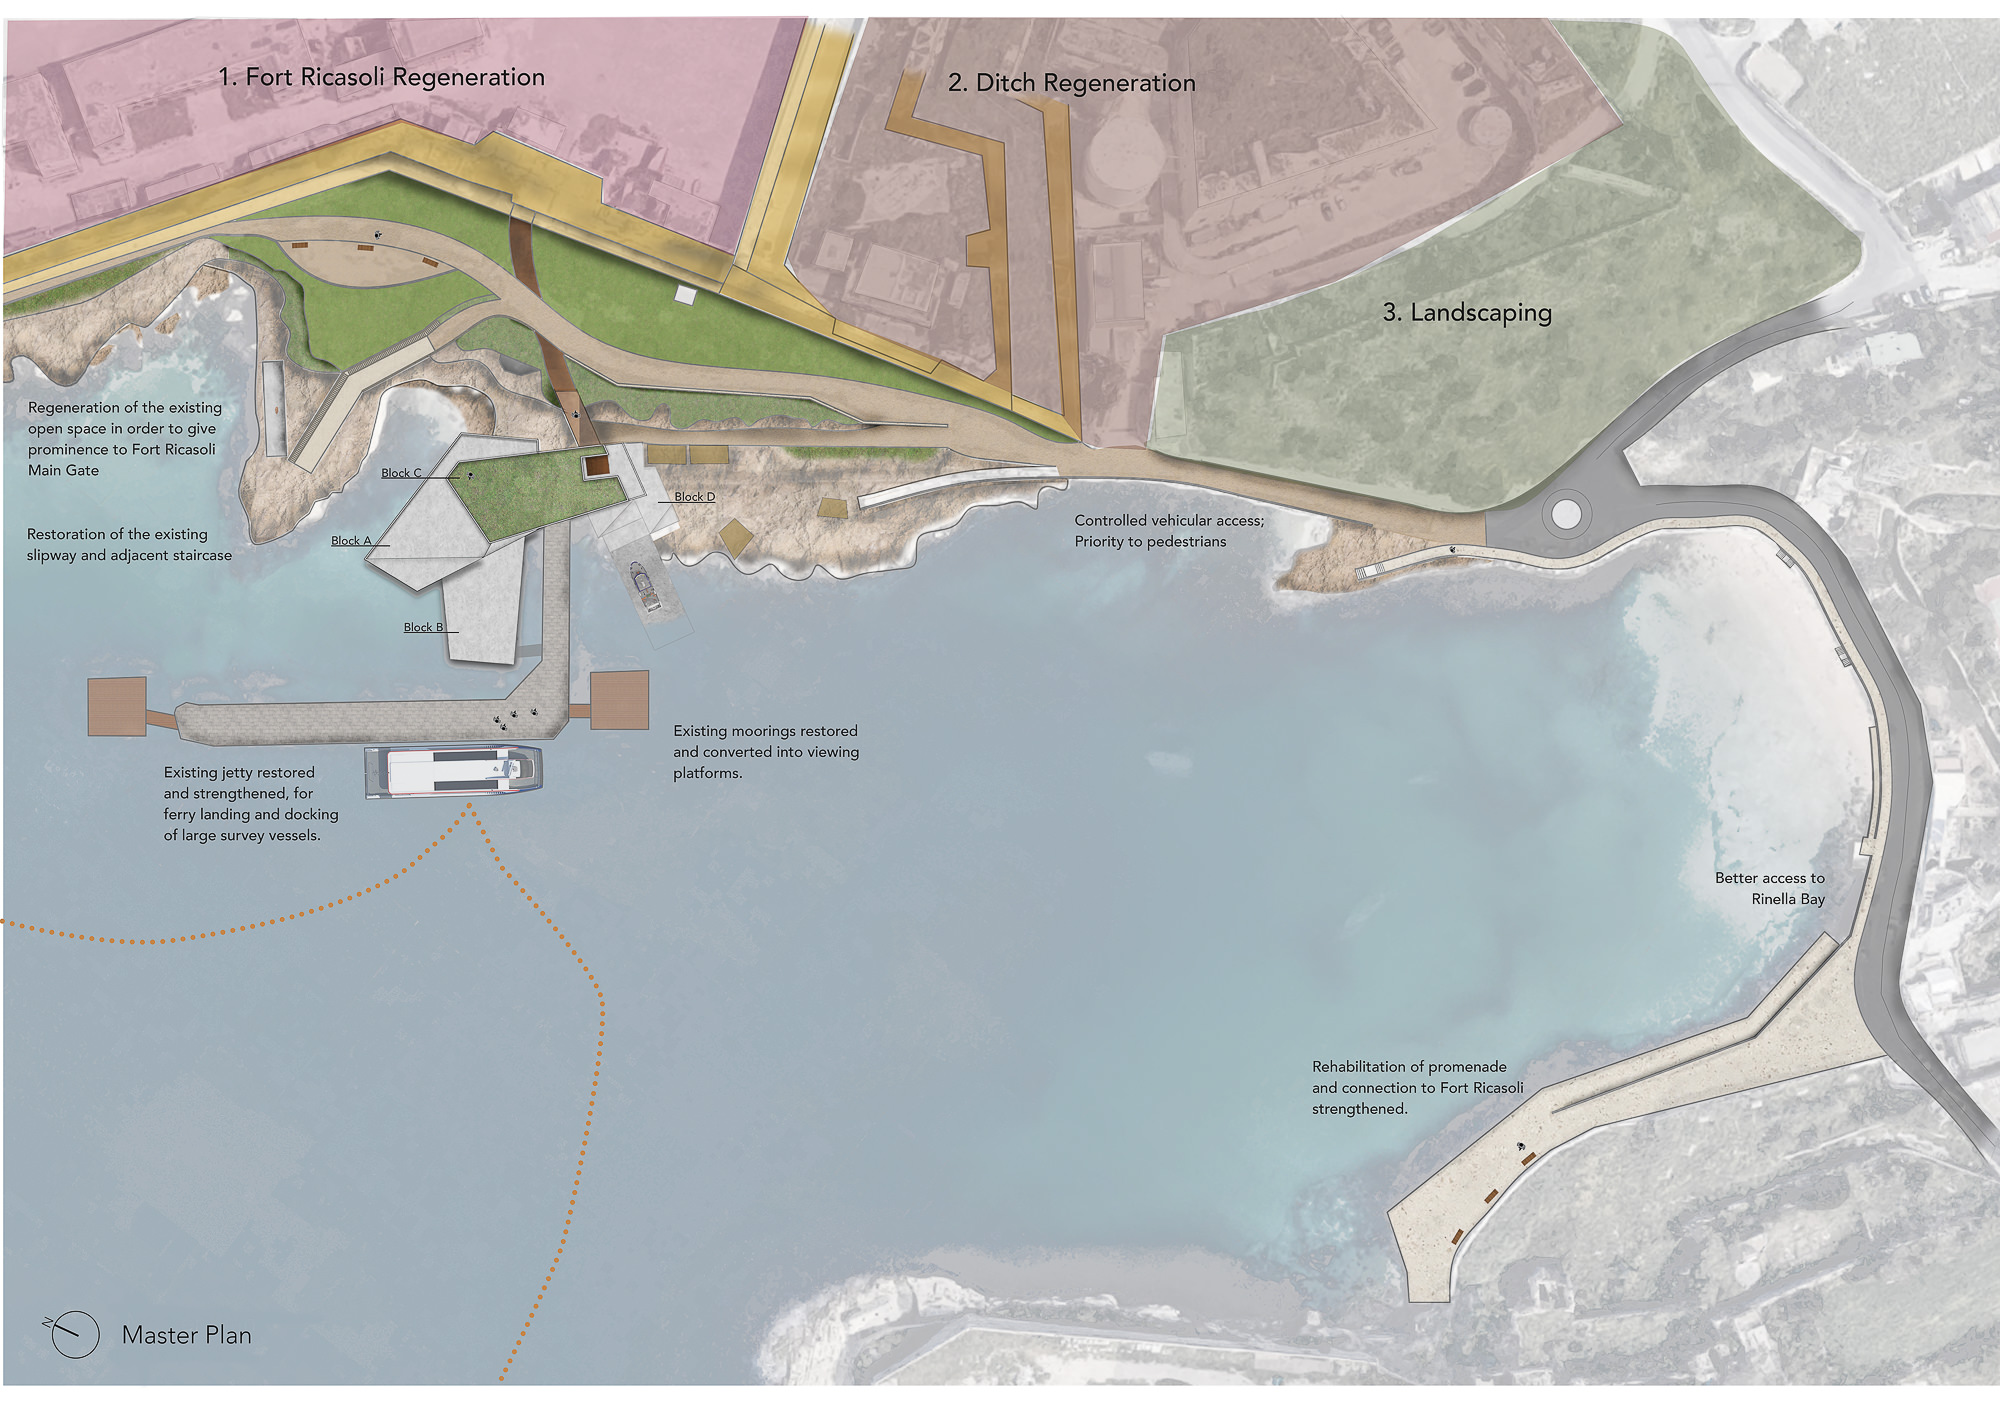 1. Fort Ricasoli Regeneration
2. Ditch Regeneration
3. Landscaping
Regeneration of the existing
open space in order to give
prominence to Fort Ricasoli
Main Gate
Restoration of the existing
slipway and adjacent staircase
Block C
Block A
Block B
Block D
Controlled vehicular access;
Priority to pedestrians
Existing moorings restored
and converted into viewing
platforms.
Existing jetty restored
and strengthened, for
ferry landing and docking
of large survey vessels.
Better access to
Rinella Bay
Rehabilitation of promenade
and connection to Fort Ricasoli
strengthened.
N
Master Plan